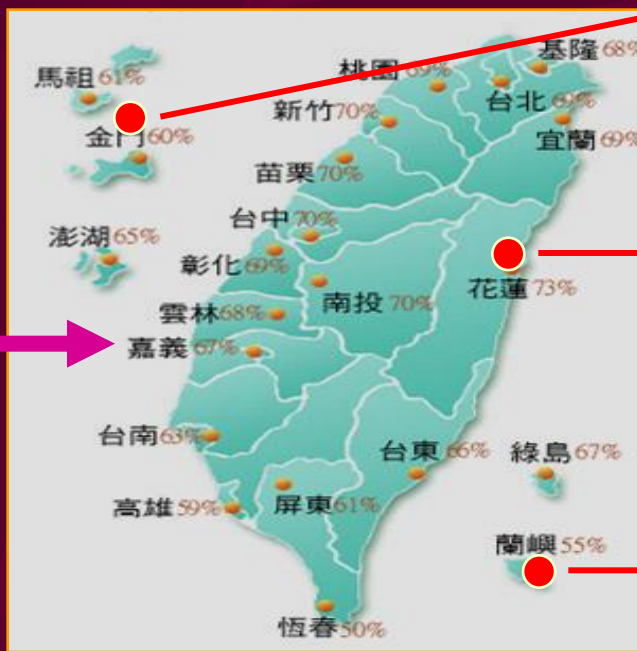 基隆 68%
馬祖 61%
桃園 69%
台北 69%
新竹 70%
金門 60%
宜蘭 69%
苗栗 70%
台中 70%
澎湖 65%
彰化 69%
花蓮 73%
南投 70%
雲林 68%
嘉義 67%
台南 63%
台東 66%
綠島 67%
高雄 59%
屏東 61%
蘭嶼 55%
恆春 50%